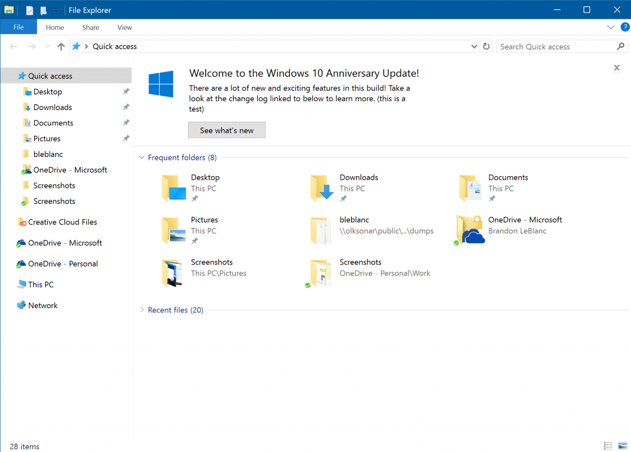 File Explorer
File Home Share View
Quick access
Search Quick access
Quick access
Desktop
Downloads
Documents
Pictures
bleblanc
OneDrive - Microsoft
Screenshots
Screenshots
Creative Cloud Files
OneDrive - Microsoft
OneDrive - Personal
This PC
Network
Welcome to the Windows 10 Anniversary Update!
There are a lot of new and exciting features in this build! Take a
look at the change log linked to below to learn more. (this is a
test)
See what's new
Frequent folders (8)
Desktop
This PC
Downloads
This PC
Documents
This PC
Pictures
This PC
bleblanc
\\olksonar\public\...\dumps
OneDrive - Microsoft
Brandon LeBlanc
Screenshots
This PC\Pictures
Screenshots
OneDrive - Personal\Work
Recent files (20)
28 items